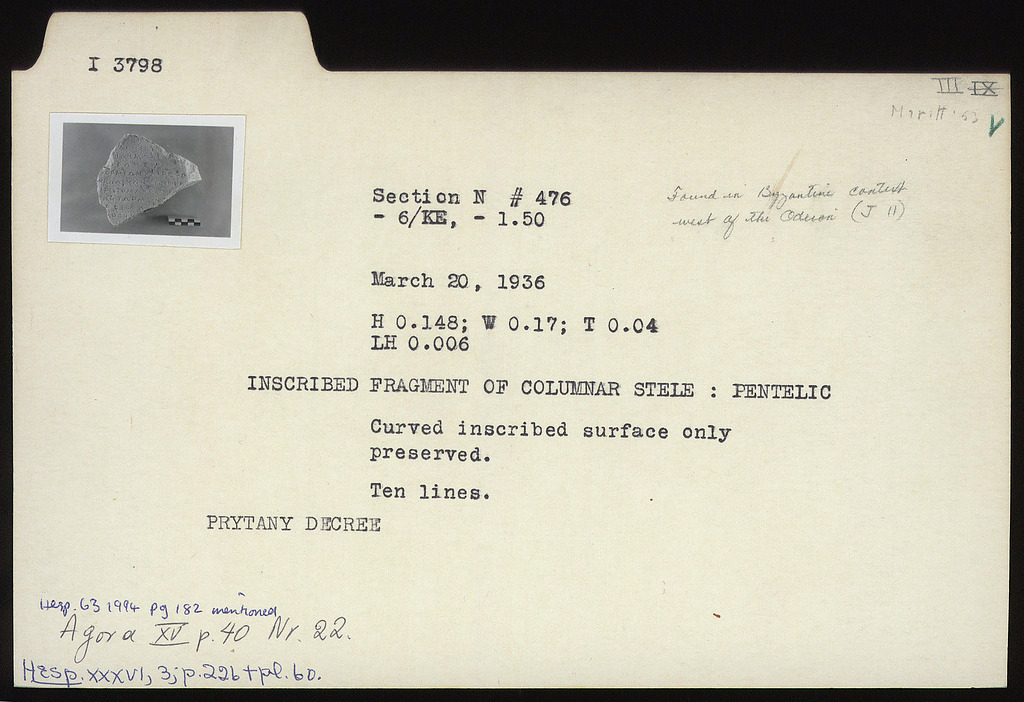 I 3798
III IX
Meritt '53
Section N # 476
- 6/KE, - 1.50
Found in Byzantine context
west of the Odeion (J 11)
March 20, 1936
H 0.148; W 0.17; T 0.04
LH 0.006
INSCRIBED FRAGMENT OF COLUMNAR STELE : PENTELIC
Curved inscribed surface only
preserved.
Ten lines.
PRYTANY DECREE
Hesp. 63 1994 pg 182 mentioned
Agora XV p. 40 Nr. 22.
Hesp. XXXVI, 3; p. 226 + pl. 60.